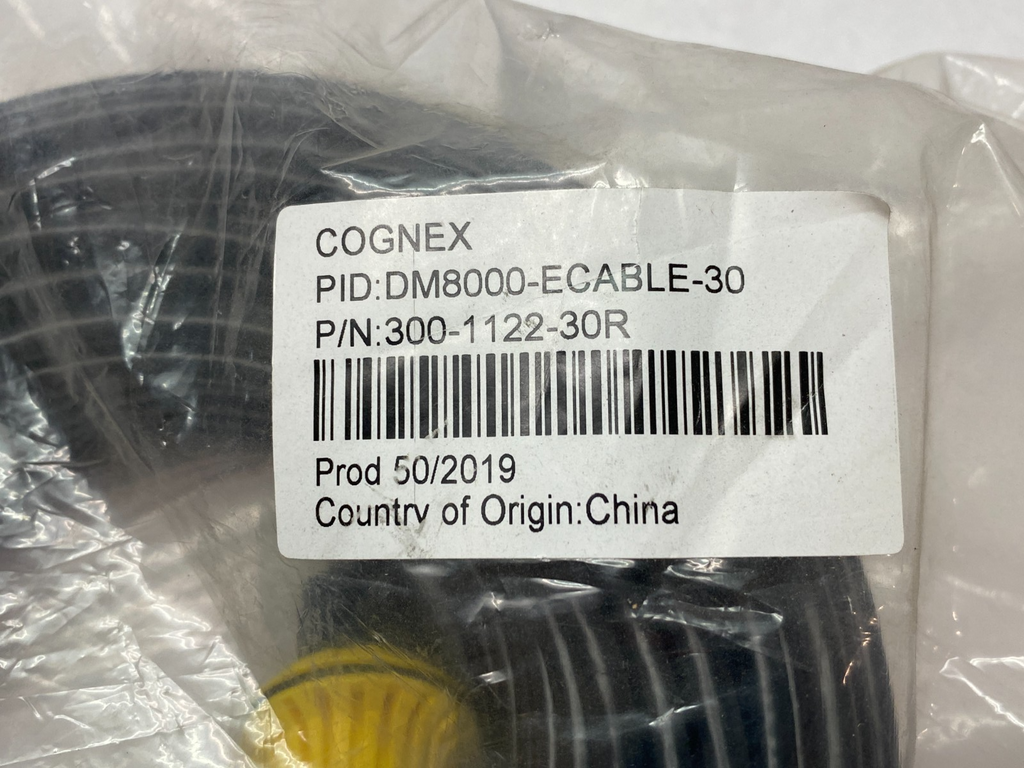 COGNEX
PID:DM8000-ECABLE-30
P/N:300-1122-30R
Prod 50/2019
Country of Origin:China